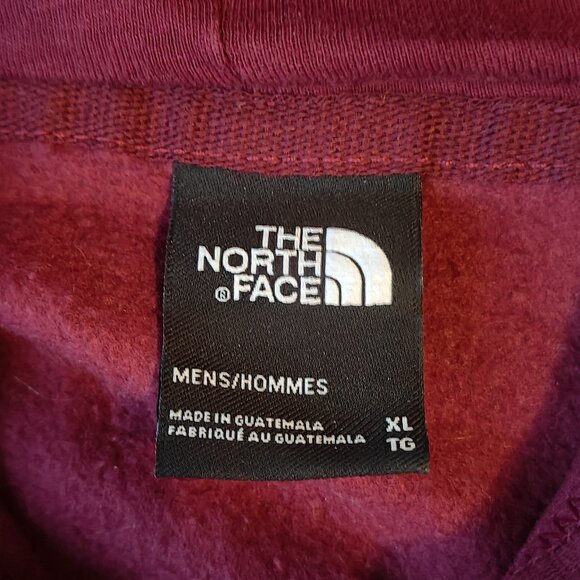 THE
NORTH
®FACE
MENS/HOMMES
MADE IN GUATEMALA
FABRIQUÉ AU GUATEMALA
XL
TG